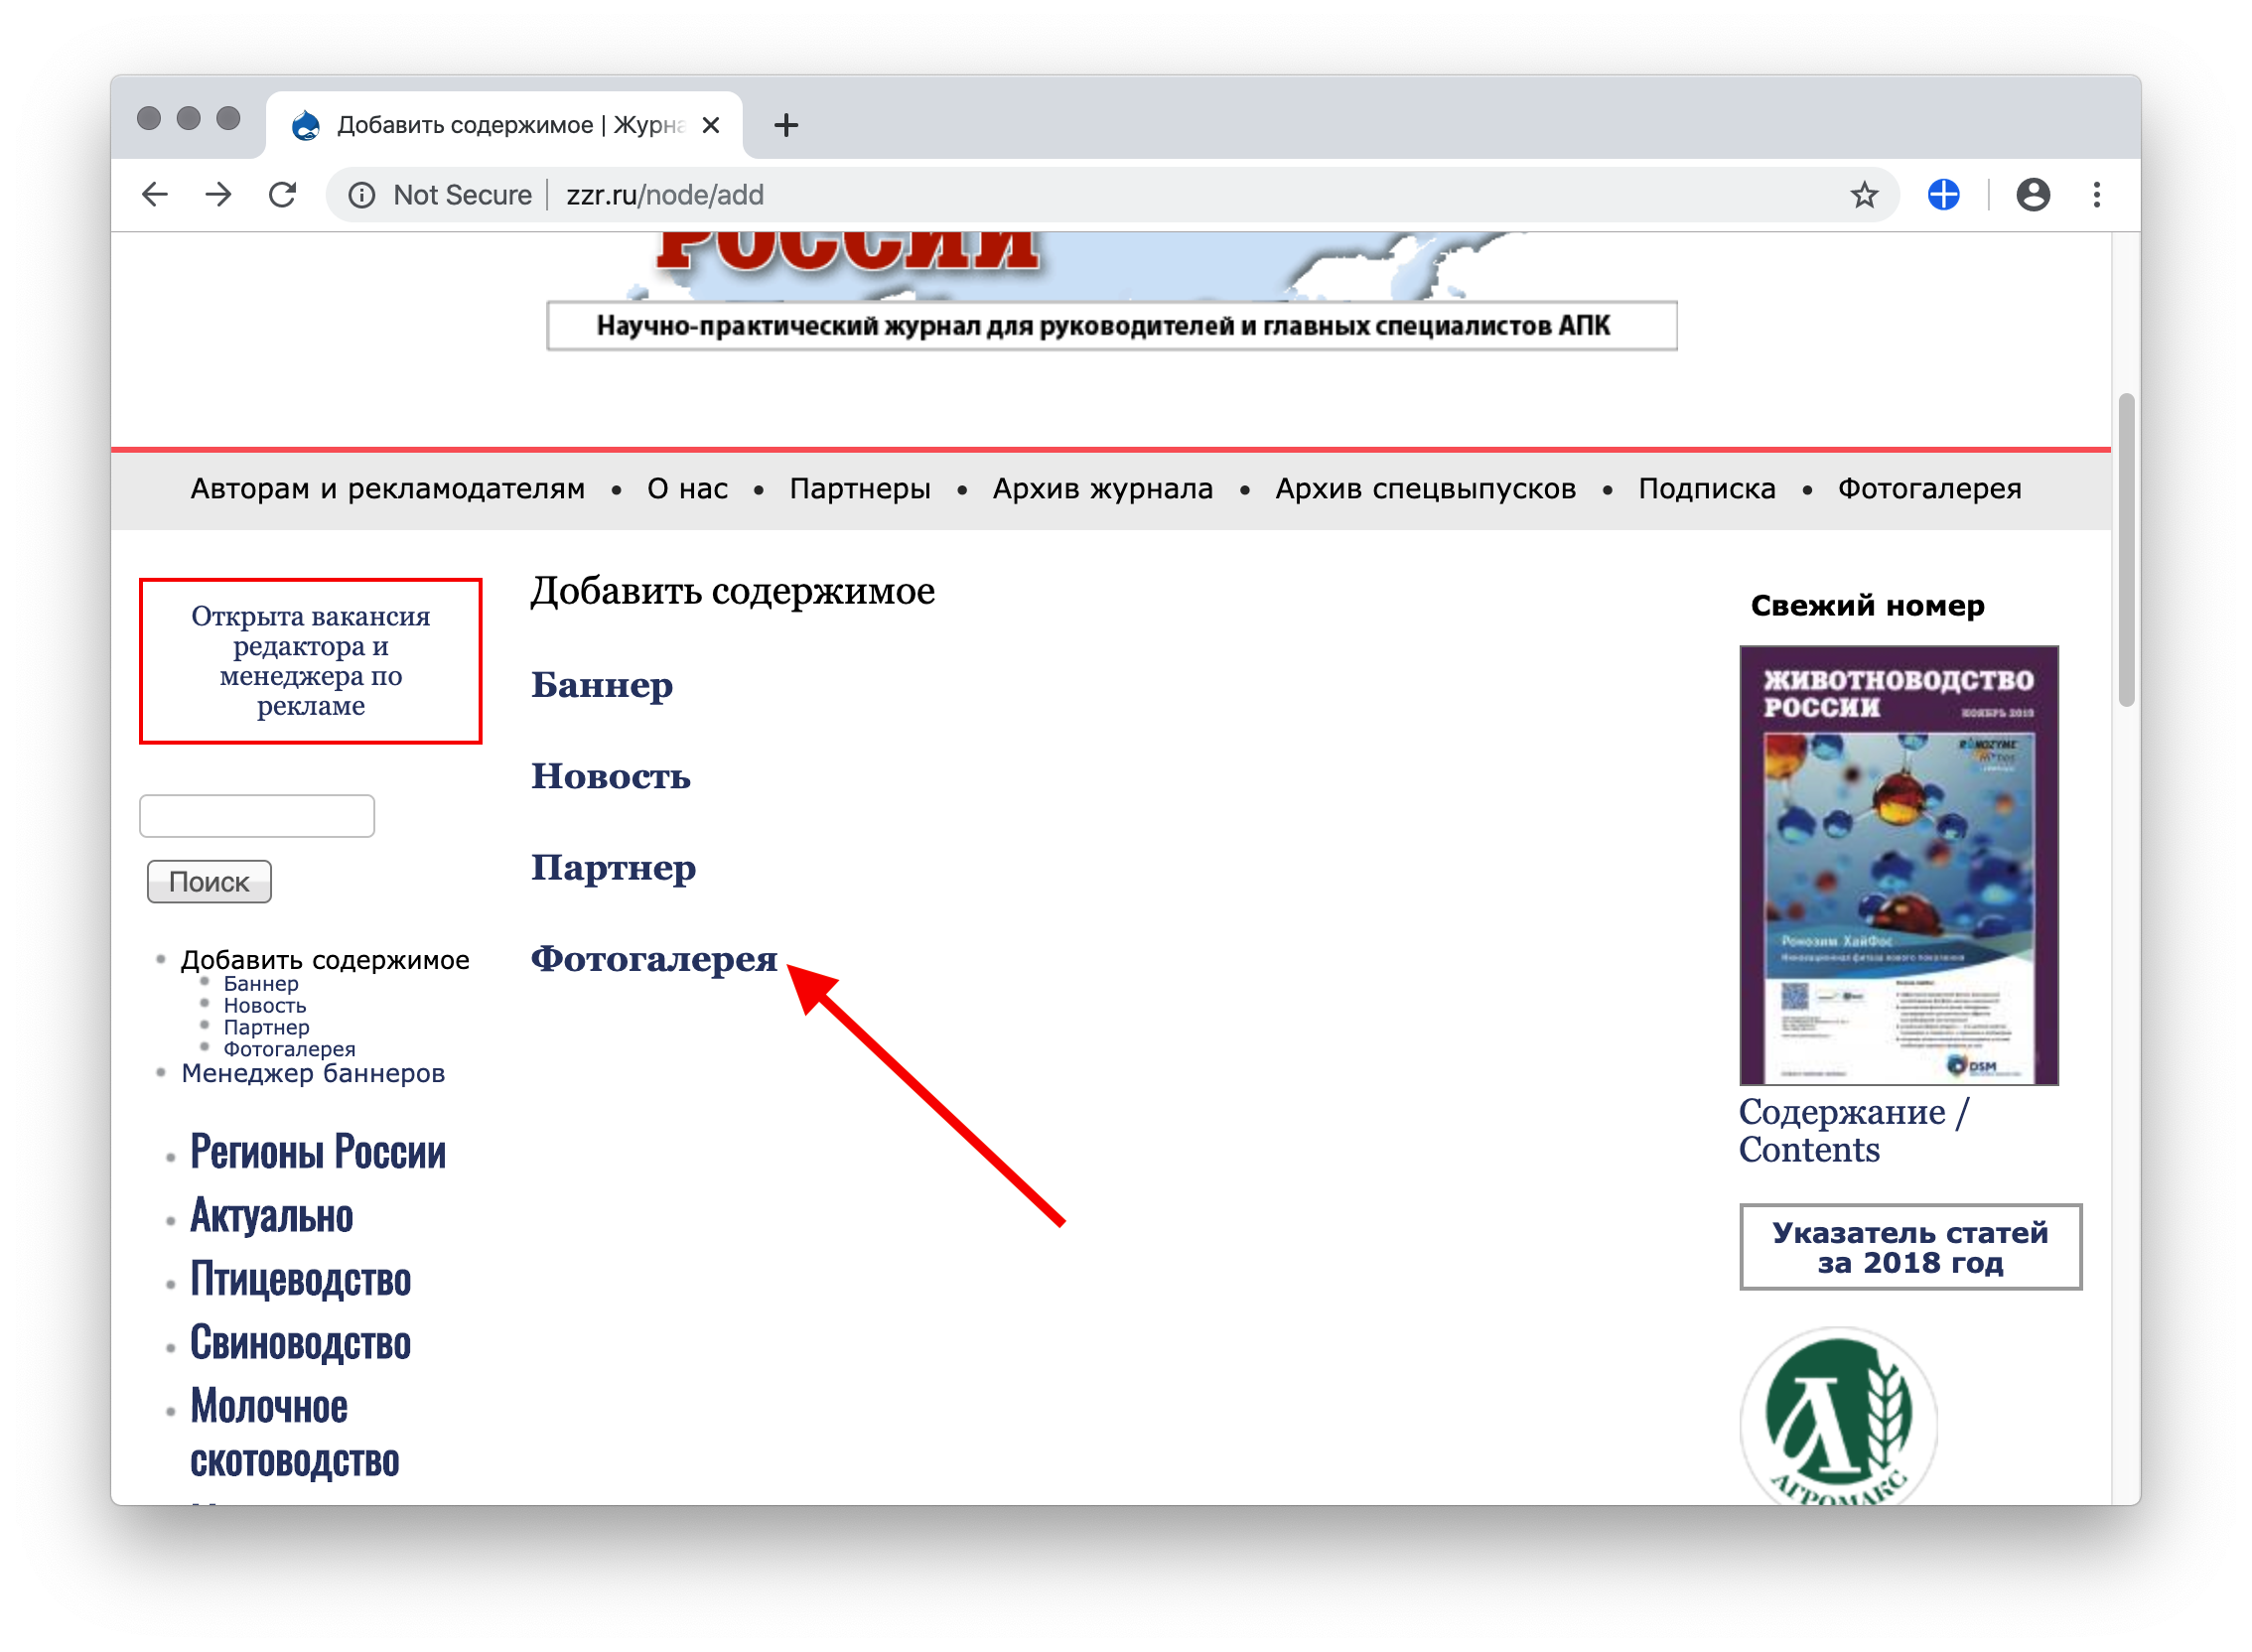 Добавить содержимое | Журна
Not Secure
zzr.ru/node/add
РОССИИ
Научно-практический журнал для руководителей и главных специалистов АПК
Авторам и рекламодателям • О нас • Партнеры • Архив журнала • Архив спецвыпусков • Подписка • Фотогалерея
Открыта вакансия
редактора и
менеджера по
рекламе
Поиск
Добавить содержимое
Баннер
Новость
Партнер
Фотогалерея
Менеджер баннеров
Регионы России
Актуально
Птицеводство
Свиноводство
Молочное
скотоводство
Добавить содержимое
Баннер
Новость
Партнер
Фотогалерея
Свежий номер
ЖИВОТНОВОДСТВО
РОССИИ
НОЯБРЬ 2019
Ронозим ХайФос
DSM
Содержание /
Contents
Указатель статей
за 2018 год
АГРОМАКС